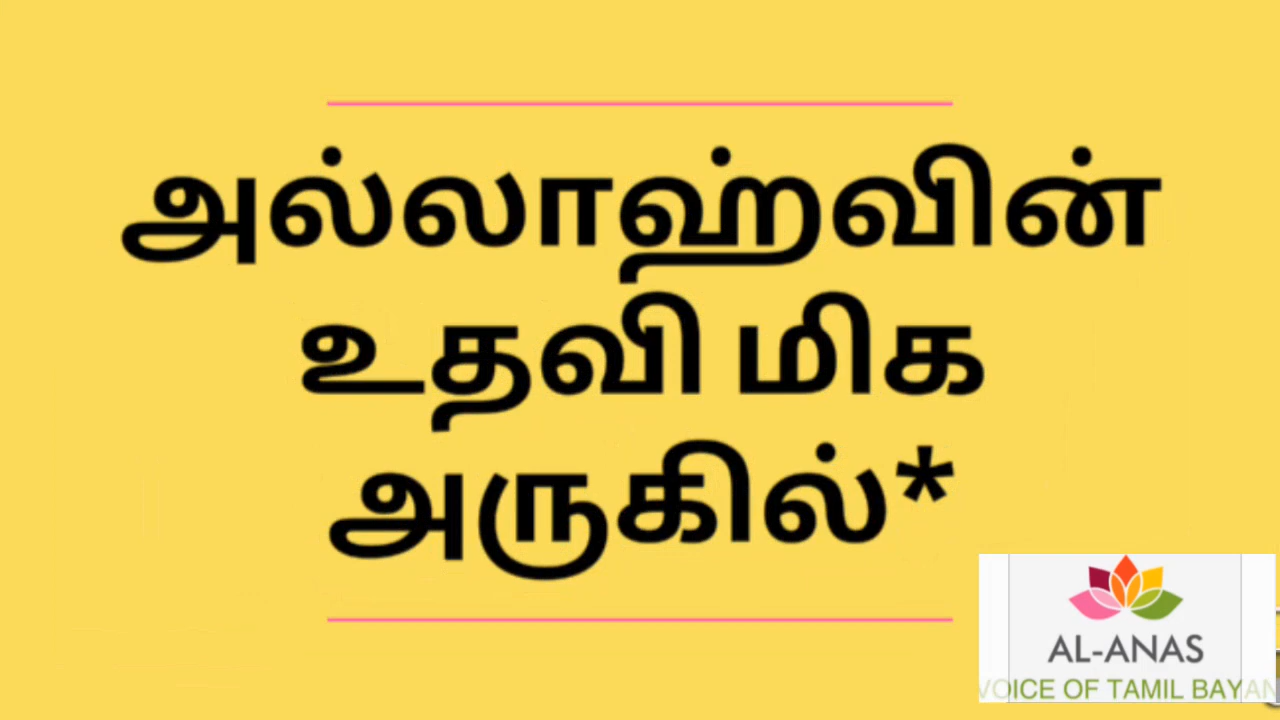 அல்லாஹ்வின்
உதவி மிக
அருகில்*
AL-ANAS
VOICE OF TAMIL BAYAN